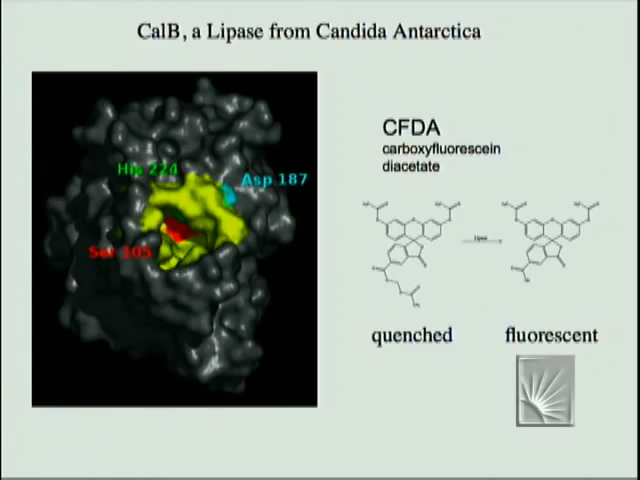 CalB, a Lipase from Candida Antarctica
CFDA
carboxyfluorescein
diacetate
His 224
Asp 187
Ser 105
Lipase
quenched
fluorescent